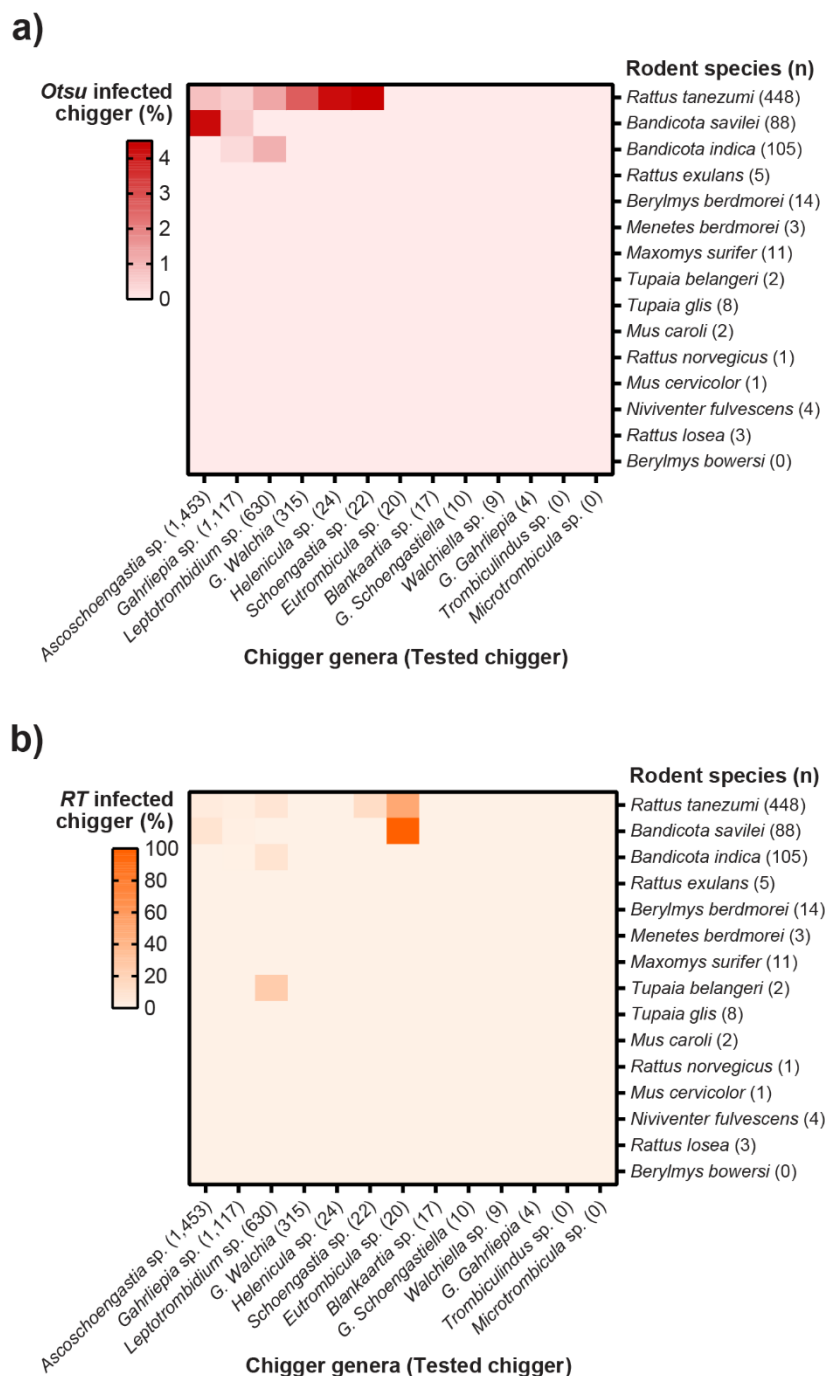 a)
Otsu infected
chigger (%)
4
3
2
1
0
Rodent species (n)
Rattus tanezumi (448)
Bandicota savilei (88)
Bandicota indica (105)
Rattus exulans (5)
Berylmys berdmorei (14)
Menetes berdmorei (3)
Maxomys surifer (11)
Tupaia belangeri (2)
Tupaia glis (8)
Mus caroli (2)
Rattus norvegicus (1)
Mus cervicolor (1)
Niviventer fulvescens (4)
Rattus losea (3)
Berylmys bowersi (0)
Ascoschoengastia sp. (1,453)
Gahrliepia sp. (1,117)
Leptotrombidium sp. (630)
G. Walchia (315)
Helenicula sp. (24)
Schoengastia sp. (22)
Eutrombicula sp. (20)
Blankaartia sp. (17)
G. Schoengastiella (10)
Walchiella sp. (9)
G. Gahrliepia (4)
Trombiculindus sp. (0)
Microtrombicula sp. (0)
Chigger genera (Tested chigger)
b)
RT infected
chigger (%)
100
80
60
40
20
0
Rodent species (n)
Rattus tanezumi (448)
Bandicota savilei (88)
Bandicota indica (105)
Rattus exulans (5)
Berylmys berdmorei (14)
Menetes berdmorei (3)
Maxomys surifer (11)
Tupaia belangeri (2)
Tupaia glis (8)
Mus caroli (2)
Rattus norvegicus (1)
Mus cervicolor (1)
Niviventer fulvescens (4)
Rattus losea (3)
Berylmys bowersi (0)
Ascoschoengastia sp. (1,453)
Gahrliepia sp. (1,117)
Leptotrombidium sp. (630)
G. Walchia (315)
Helenicula sp. (24)
Schoengastia sp. (22)
Eutrombicula sp. (20)
Blankaartia sp. (17)
G. Schoengastiella (10)
Walchiella sp. (9)
G. Gahrliepia (4)
Trombiculindus sp. (0)
Microtrombicula sp. (0)
Chigger genera (Tested chigger)